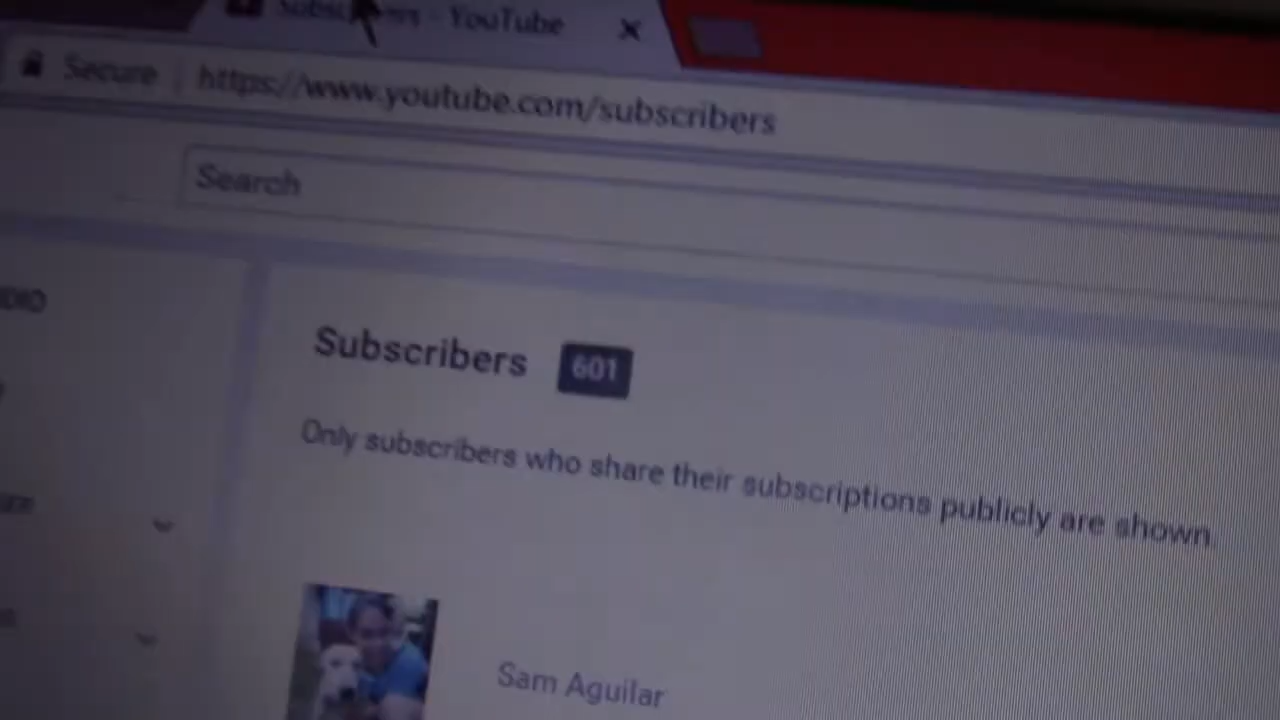 Subscribers - YouTube
Secure
https://www.youtube.com/subscribers
Search
Subscribers 601
Only subscribers who share their subscriptions publicly are shown.
Sam Aguilar